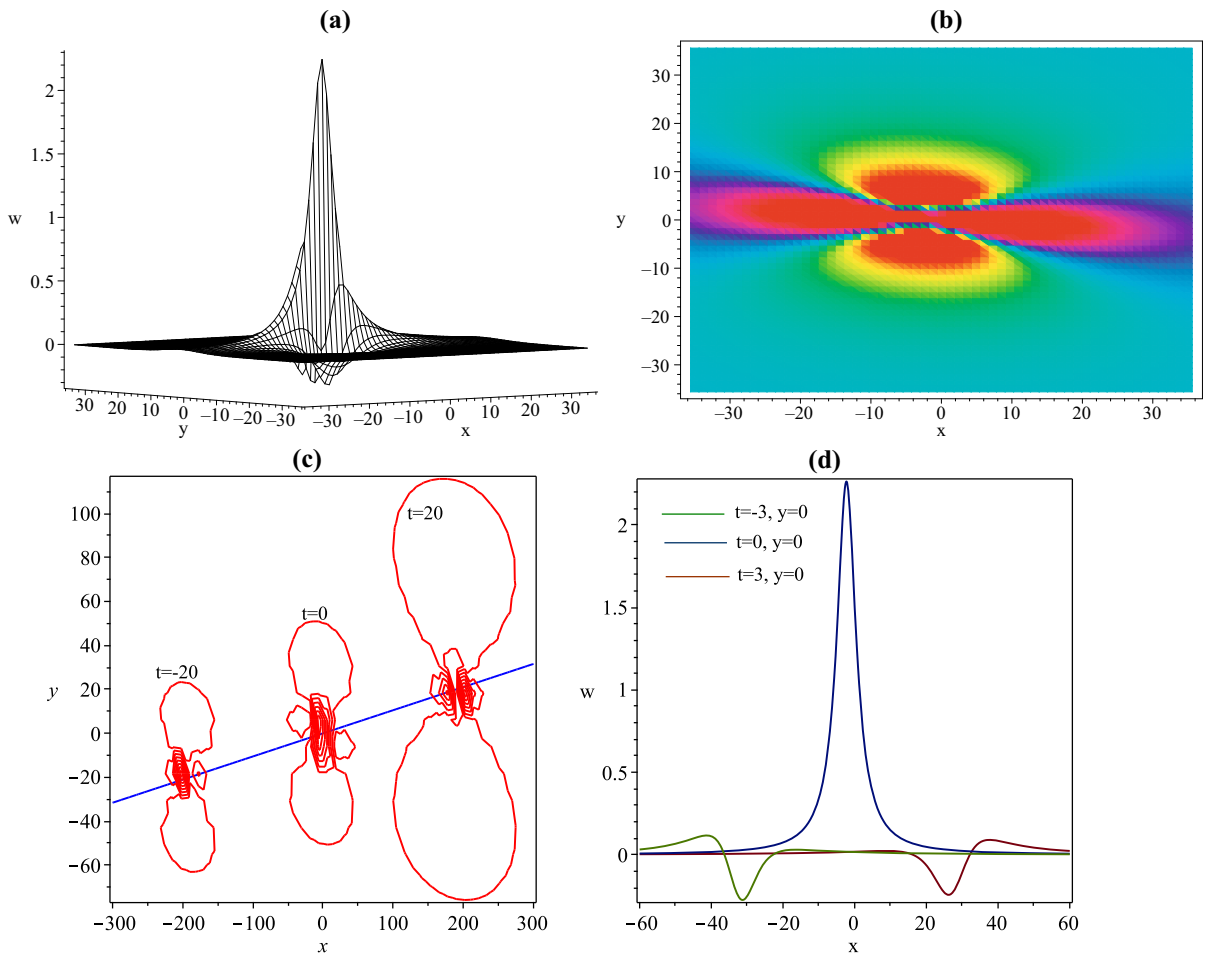 (a)
2
1.5
w
1
0.5
0
30 20 10 0 −10 −20 −30 −30 −20 −10 0 10 20 30
y x
(b)
30
20
10
y 0
−10
−20
−30
−30 −20 −10 0 10 20 30
x
(c)
100
80
60
40
y 20
0
−20
−40
−60
t=20
t=0
t=-20
−300 −200 −100 0 100 200 300
x
(d)
2
1.5
w
1
0.5
0
t=-3, y=0
t=0, y=0
t=3, y=0
−60 −40 −20 0 20 40 60
x